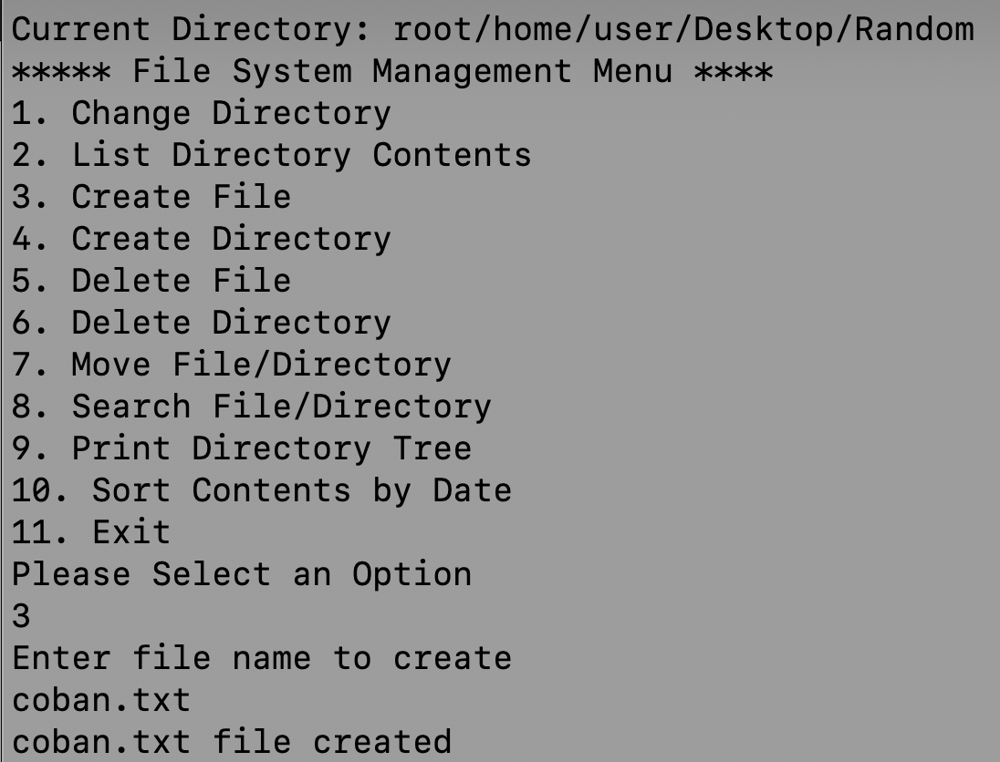 Current Directory: root/home/user/Desktop/Random
***** File System Management Menu ****
1. Change Directory
2. List Directory Contents
3. Create File
4. Create Directory
5. Delete File
6. Delete Directory
7. Move File/Directory
8. Search File/Directory
9. Print Directory Tree
10. Sort Contents by Date
11. Exit
Please Select an Option
3
Enter file name to create
coban.txt
coban.txt file created